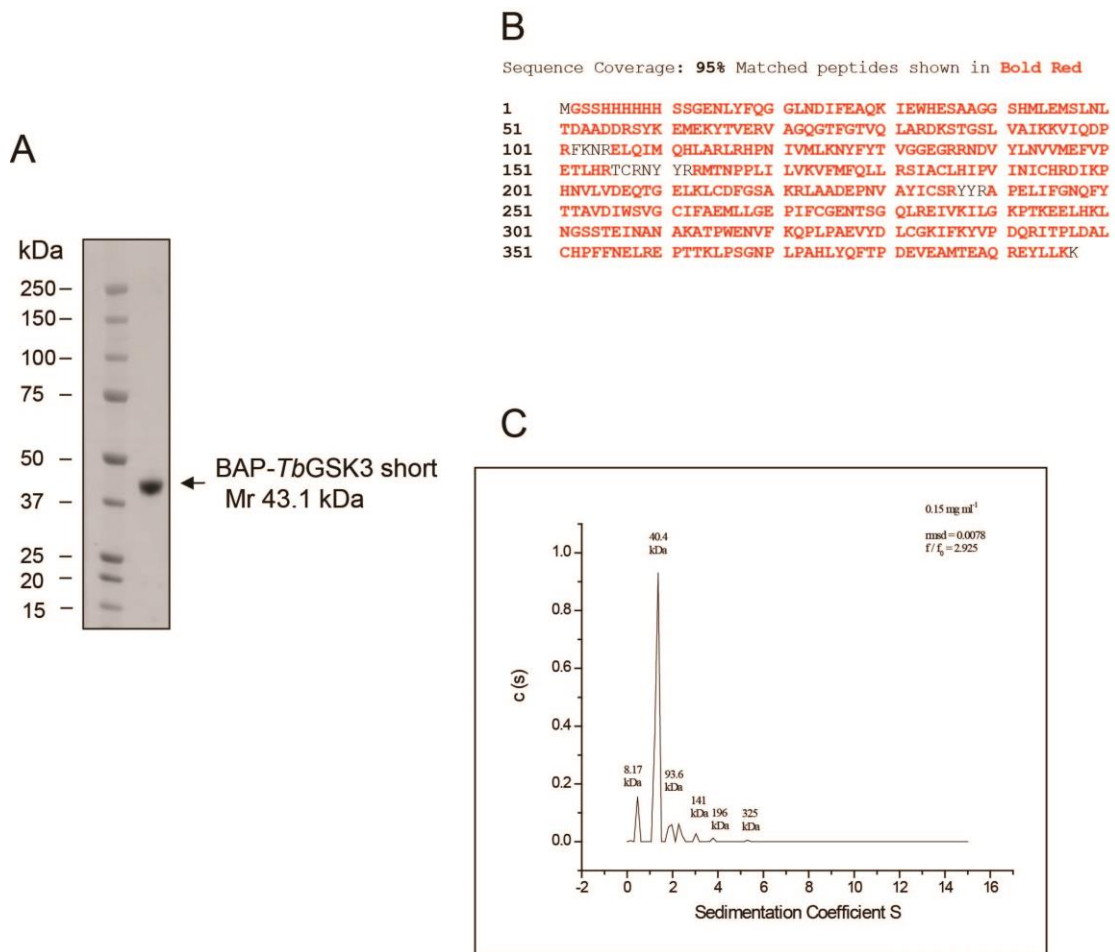 A
kDa
250
150
100
75
50
37
25
20
15
BAP-TbGSK3 short
Mr 43.1 kDa
B
Sequence Coverage: 95% Matched peptides shown in Bold Red
1 MGSSHHHHHH SSGENLYFQG GLNDIFEAQK IEWHESAAGG SHMLEMSLNL
51 TDAADDRSYK EMEKYTVERV AGQGTFGTVQ LARDKSTGSL VAIKKVIQDP
101 RFKNRELQIM QHLARLRHPN IVMLKNYFYT VGGEGRRNDV YLNVVMEFVP
151 ETLHRTCRNY YRRMTNPPLI LVKVFMFQLL RSIACLHIPV INICHRDIKP
201 HNVLVDEQTG ELKLCDFGSA KRLAADEPNV AYICSRYYRA PELIFGNQFY
251 TTAVDIWSVG CIFAEMLLGE PIFCGENTSG QLREIVKILG KPTKEELHKL
301 NGSSTEINAN AKATPWENVF KQPLPAEVYD LCGKIFKYVP DQRITPLDAL
351 CHPFFNELRE PTTKLPSGNP LPAHLYQFTP DEVEAMTEAQ REYLLKK
C
0.15 mg ml-1
rmsd = 0.0078
f / f0 = 2.925
40.4
kDa
8.17
kDa
93.6
kDa
141
kDa
196
kDa
325
kDa
1.0
0.8
0.6
0.4
0.2
0.0
c (s)
-2 0 2 4 6 8 10 12 14 16
Sedimentation Coefficient S